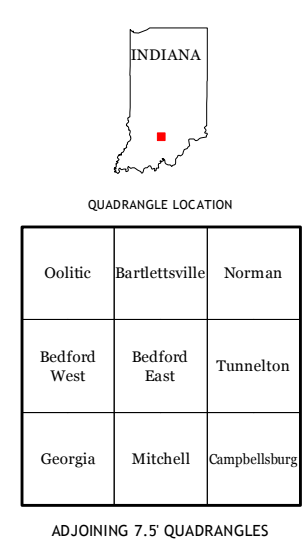 INDIANA
QUADRANGLE LOCATION
Oolitic
Bartlettsville
Norman
Bedford
West
Bedford
East
Tunnelton
Georgia
Mitchell
Campbellsburg
ADJOINING 7.5' QUADRANGLES